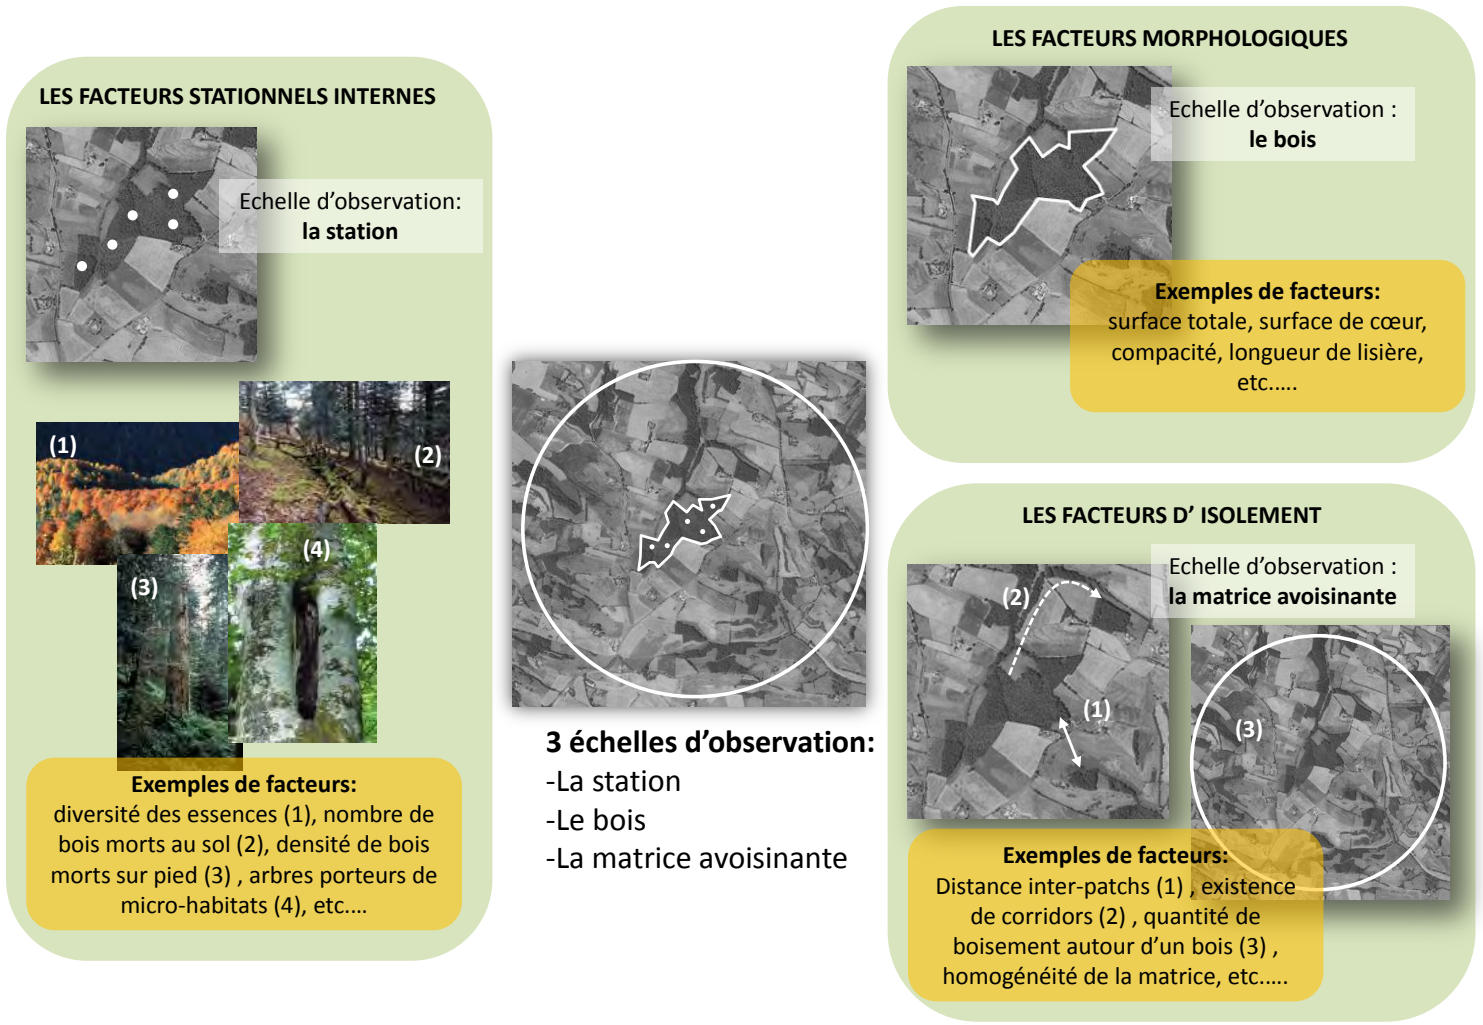 LES FACTEURS STATIONNELS INTERNES
Echelle d’observation:
la station
(1)
(2)
(3)
(4)
Exemples de facteurs:
diversité des essences (1), nombre de
bois morts au sol (2), densité de bois
morts sur pied (3) , arbres porteurs de
micro-habitats (4), etc....
3 échelles d’observation:
-La station
-Le bois
-La matrice avoisinante
LES FACTEURS MORPHOLOGIQUES
Echelle d’observation :
le bois
Exemples de facteurs:
surface totale, surface de cœur,
compacité, longueur de lisière,
etc.....
LES FACTEURS D’ ISOLEMENT
Echelle d’observation :
la matrice avoisinante
(2)
(1)
(3)
Exemples de facteurs:
Distance inter-patchs (1) , existence
de corridors (2) , quantité de
boisement autour d’un bois (3) ,
homogénéité de la matrice, etc.....